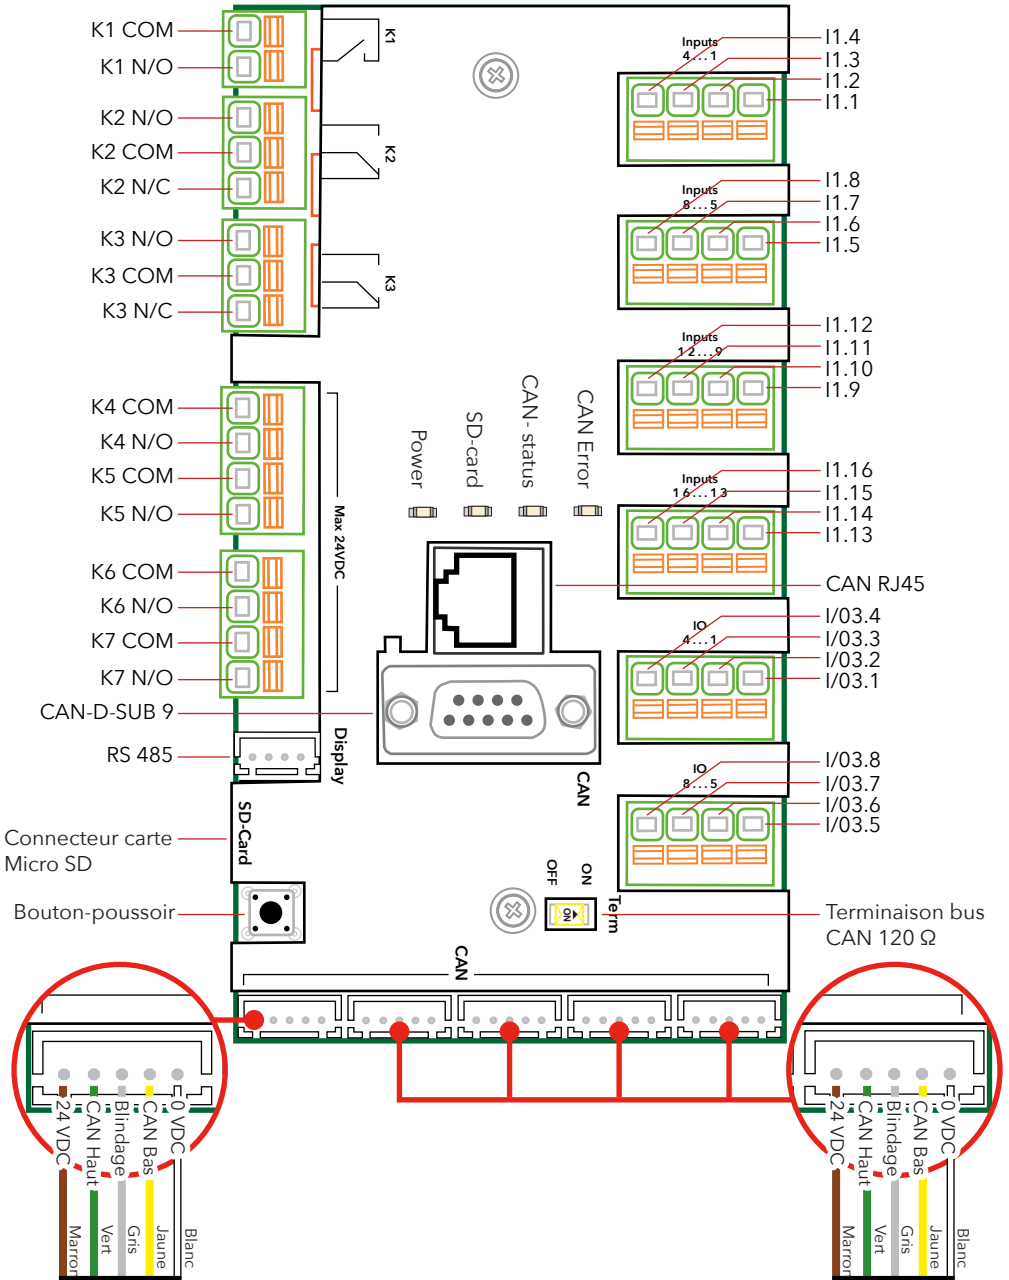 K1 COM
K1 N/O
K2 N/O
K2 COM
K2 N/C
K3 N/O
K3 COM
K3 N/C
K4 COM
K4 N/O
K5 COM
K5 N/O
K6 COM
K6 N/O
K7 COM
K7 N/O
CAN-D-SUB 9
RS 485
Connecteur carte
Micro SD
Bouton-poussoir
K1
K2
K3
Max 24VDC
Display
SD-Card
Power
SD-card
CAN- status
CAN Error
CAN
OFF
ON
ON
Term
CAN
Inputs
4...1
Inputs
8...5
Inputs
12...9
Inputs
16...13
IO
4...1
IO
8...5
I1.4
I1.3
I1.2
I1.1
I1.8
I1.7
I1.6
I1.5
I1.12
I1.11
I1.10
I1.9
I1.16
I1.15
I1.14
I1.13
CAN RJ45
I/03.4
I/03.3
I/03.2
I/03.1
I/03.8
I/03.7
I/03.6
I/03.5
Terminaison bus
CAN 120 Ω
24 VDC
CAN Haut
Blindage
CAN Bas
0 VDC
Marron
Vert
Gris
Jaune
Blanc
24 VDC
CAN Haut
Blindage
CAN Bas
0 VDC
Marron
Vert
Gris
Jaune
Blanc